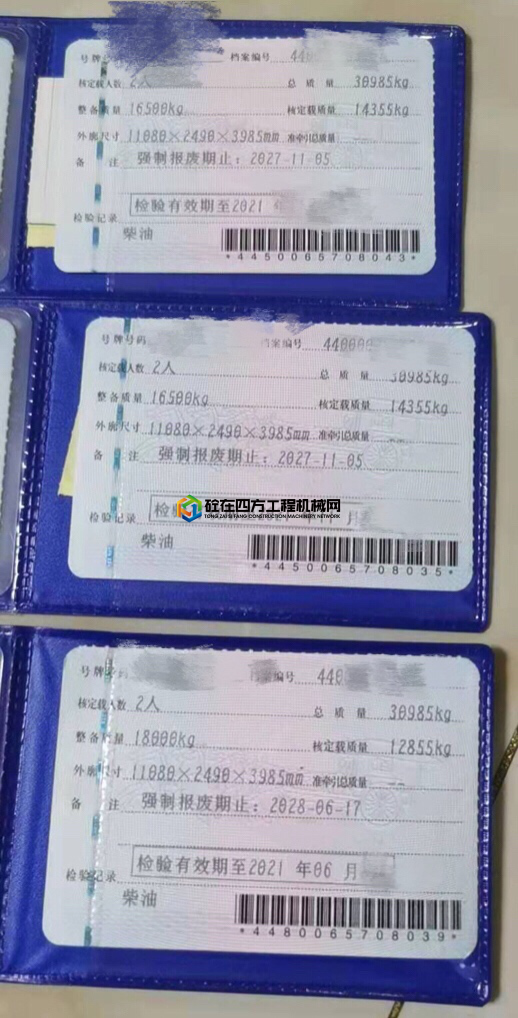 号牌号 档案编号 44
核定载人数 2人 总质量 30985kg
整备质量 16500kg 核定载质量 14355kg
外廓尺寸 11080×2490×3985mm 准牵引总质量
备注 强制报废期止：2027-11-05
检验记录 检验有效期至2021
柴油
*4450065708043*
号牌号码 档案编号 440000
核定载人数 2人 总质量 30985kg
整备质量 16500kg 核定载质量 14355kg
外廓尺寸 11080×2490×3985mm 准牵引总质量 --
备注 强制报废期止：2027-11-05
检验记录 检 月
砼在四方工程机械网
TONG ZAI SIFANG CONSTRUCTION MACHINERY NETWORK
柴油
*4450065708035*
号牌号码 编号 440
核定载人数 2人 总质量 30985kg
整备质量 18000kg 核定载质量 12855kg
外廓尺寸 11080×2490×3985mm 准牵引总质量 --
备注 强制报废期止：2028-06-17
检验记录 检验有效期至2021 年06 月
柴油
*4480065708039*